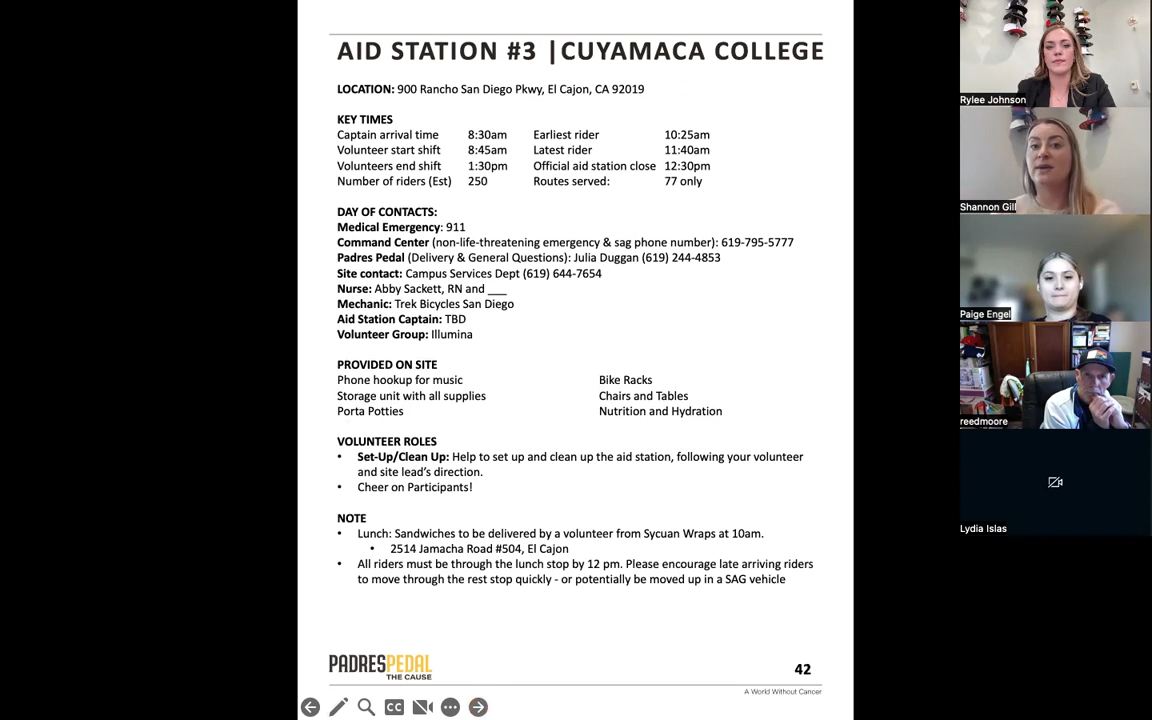 AID STATION #3 |CUYAMACA COLLEGE
LOCATION: 900 Rancho San Diego Pkwy, El Cajon, CA 92019
KEY TIMES
Captain arrival time 8:30am Earliest rider 10:25am
Volunteer start shift 8:45am Latest rider 11:40am
Volunteers end shift 1:30pm Official aid station close 12:30pm
Number of riders (Est) 250 Routes served: 77 only
DAY OF CONTACTS:
Medical Emergency: 911
Command Center (non-life-threatening emergency & sag phone number): 619-795-5777
Padres Pedal (Delivery & General Questions): Julia Duggan (619) 244-4853
Site contact: Campus Services Dept (619) 644-7654
Nurse: Abby Sackett, RN and ___
Mechanic: Trek Bicycles San Diego
Aid Station Captain: TBD
Volunteer Group: Illumina
PROVIDED ON SITE
Phone hookup for music Bike Racks
Storage unit with all supplies Chairs and Tables
Porta Potties Nutrition and Hydration
VOLUNTEER ROLES
• Set-Up/Clean Up: Help to set up and clean up the aid station, following your volunteer
and site lead's direction.
• Cheer on Participants!
NOTE
• Lunch: Sandwiches to be delivered by a volunteer from Sycuan Wraps at 10am.
• 2514 Jamacha Road #504, El Cajon
• All riders must be through the lunch stop by 12 pm. Please encourage late arriving riders
to move through the rest stop quickly - or potentially be moved up in a SAG vehicle
PADRESPEDAL
THE CAUSE
42
A World Without Cancer
CC
Rylee Johnson
Shannon Gill
Paige Engel
reedmoore
Lydia Islas